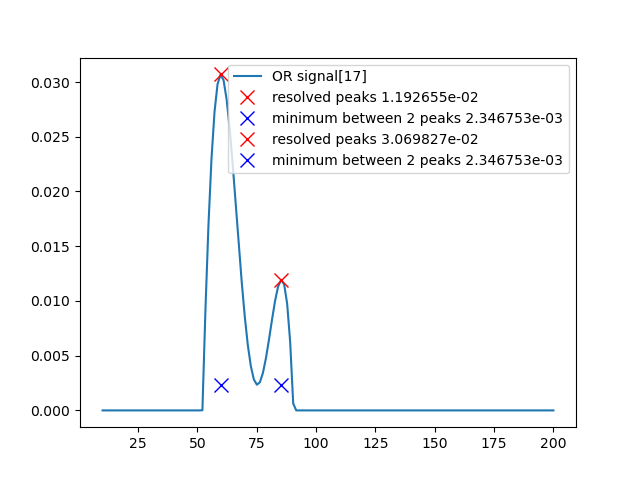 OR signal[17]
resolved peaks 1.192655e-02
minimum between 2 peaks 2.346753e-03
resolved peaks 3.069827e-02
minimum between 2 peaks 2.346753e-03
0.030
0.025
0.020
0.015
0.010
0.005
0.000
25 50 75 100 125 150 175 200